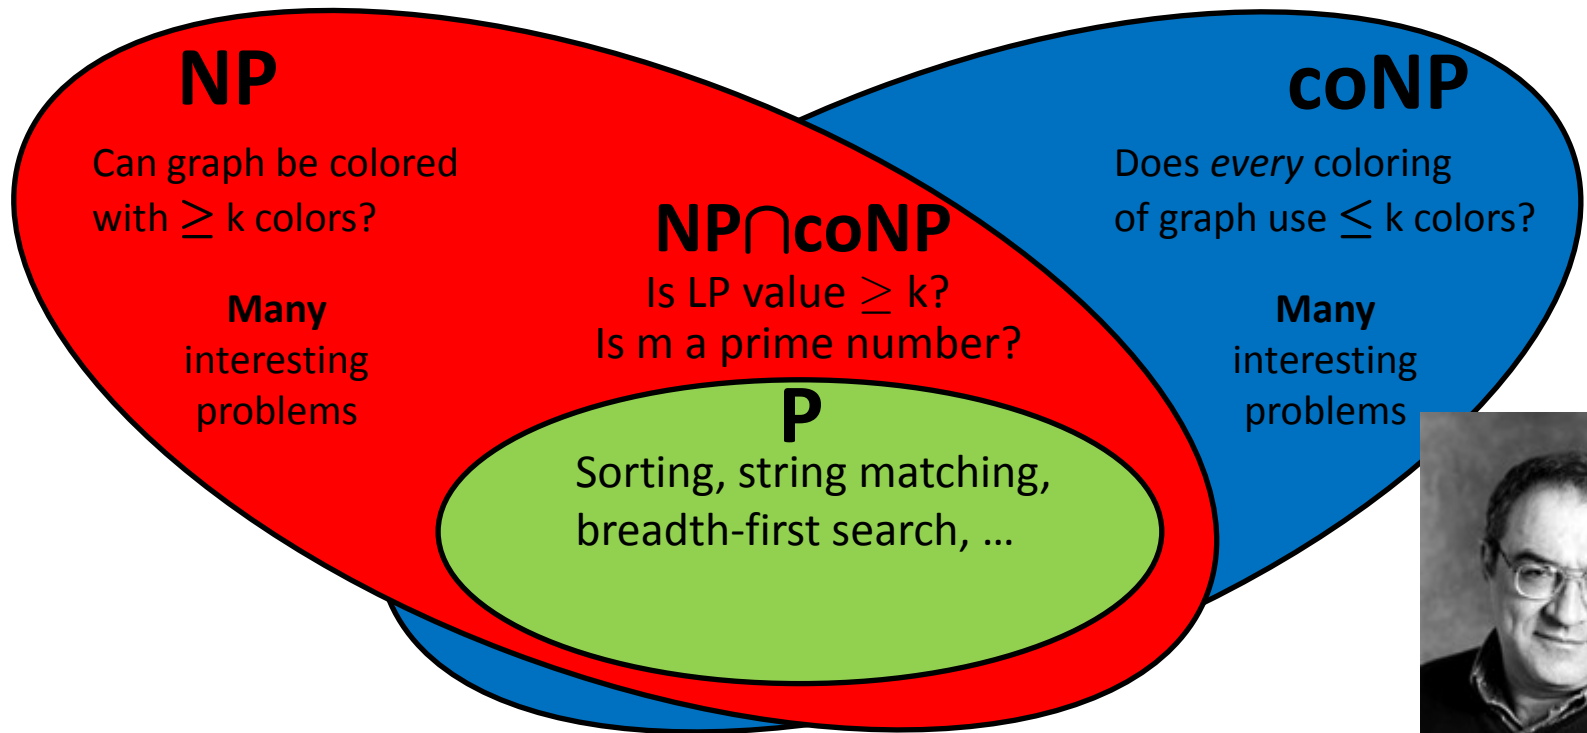 NP
Can graph be colored
with ≥ k colors?
Many
interesting
problems
NP∩coNP
Is LP value ≥ k?
Is m a prime number?
P
Sorting, string matching,
breadth-first search, ...
coNP
Does every coloring
of graph use ≤ k colors?
Many
interesting
problems